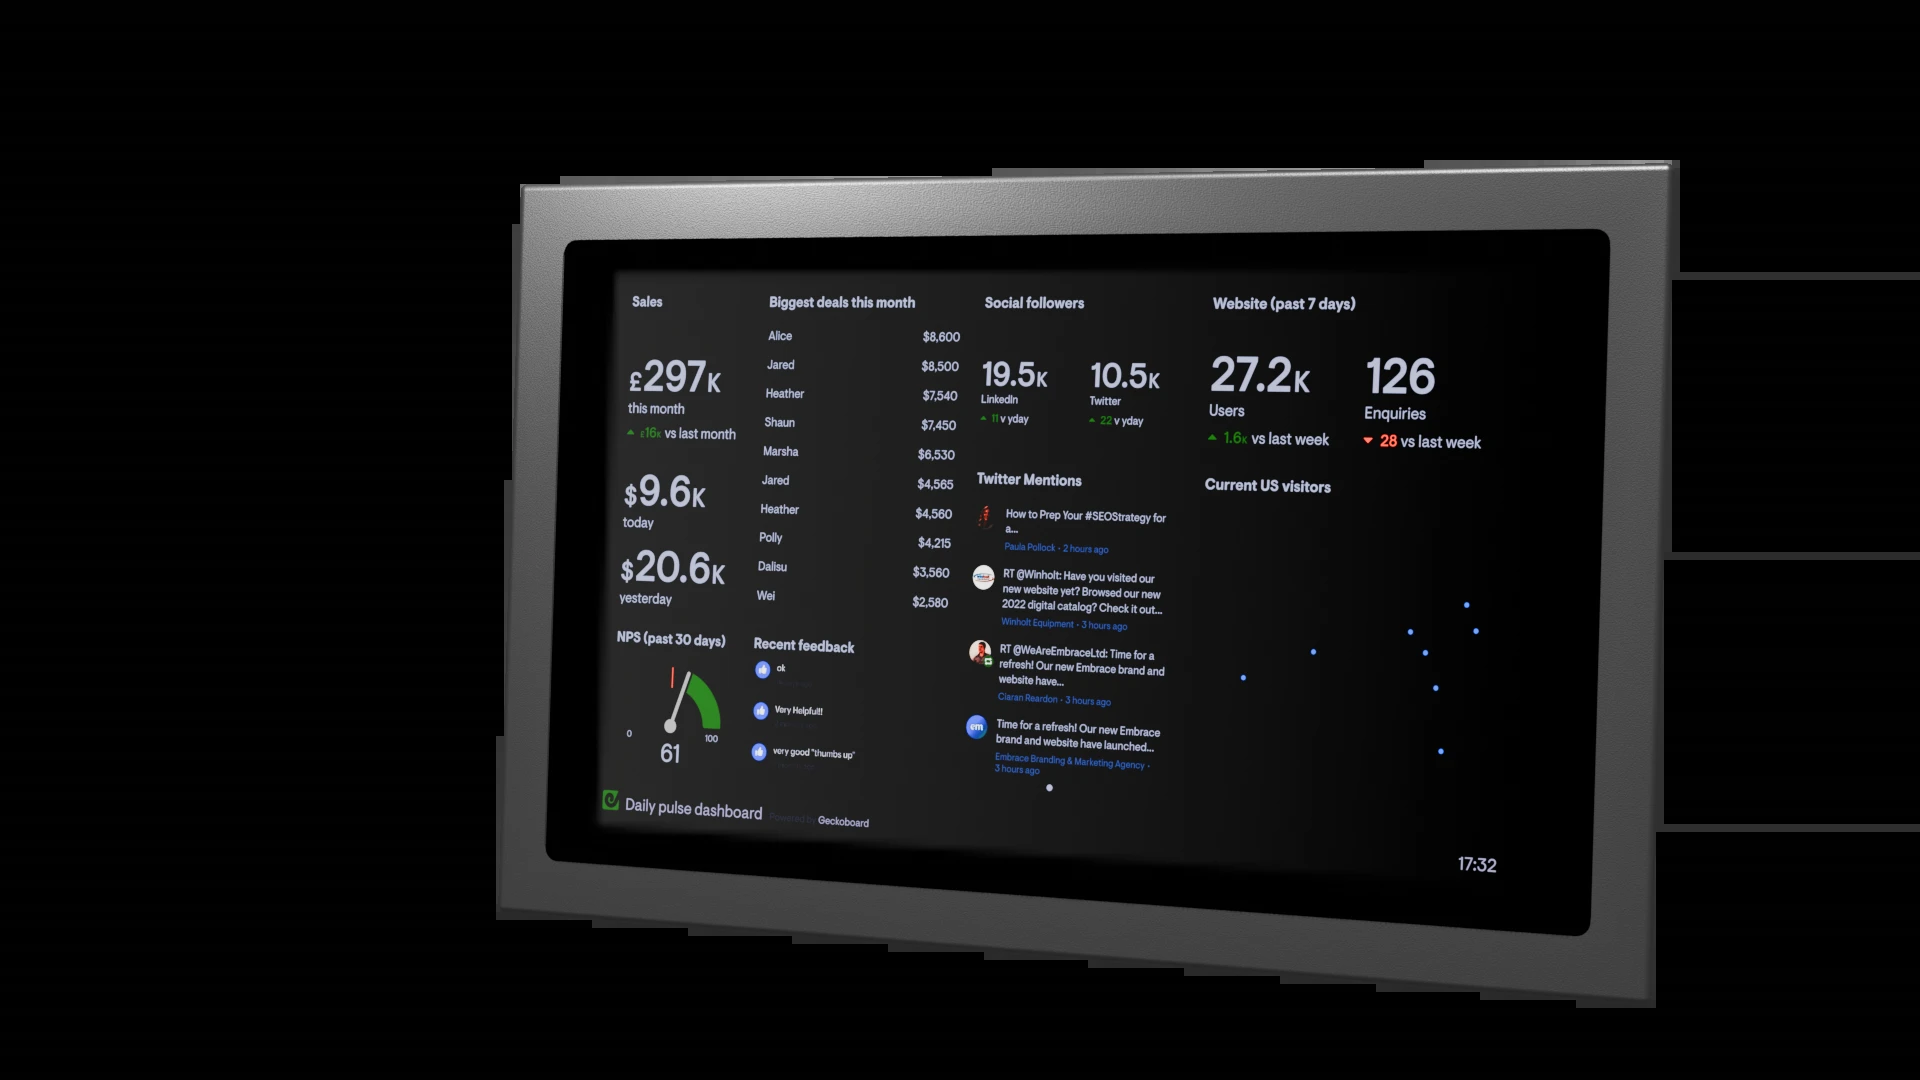 Sales
£297K
this month
£16K vs last month
$9.6K
today
$20.6K
yesterday
Biggest deals this month
Alice $8,600
Jared $8,500
Heather $7,540
Shaun $7,450
Marsha $6,530
Jared $4,565
Heather $4,560
Polly $4,215
Dalisu $3,560
Wei $2,580
Social followers
19.5K
LinkedIn
11 v yday
10.5K
Twitter
22 v yday
Twitter Mentions
How to Prep Your #SEOStrategy for
a...
Paula Pollock · 2 hours ago
RT @Winholt: Have you visited our
new website yet? Browsed our new
2022 digital catalog? Check it out...
Winholt Equipment · 3 hours ago
RT @WeAreEmbraceLtd: Time for a
refresh! Our new Embrace brand and
website have...
Ciaran Reardon · 3 hours ago
em
Time for a refresh! Our new Embrace
brand and website have launched...
Embrace Branding & Marketing Agency ·
3 hours ago
Website (past 7 days)
27.2K
Users
1.6K vs last week
126
Enquiries
28 vs last week
Current US visitors
NPS (past 30 days)
0
100
61
Recent feedback
ok
Very Helpful!!
very good "thumbs up"
Daily pulse dashboard
Powered by Geckoboard
17:32